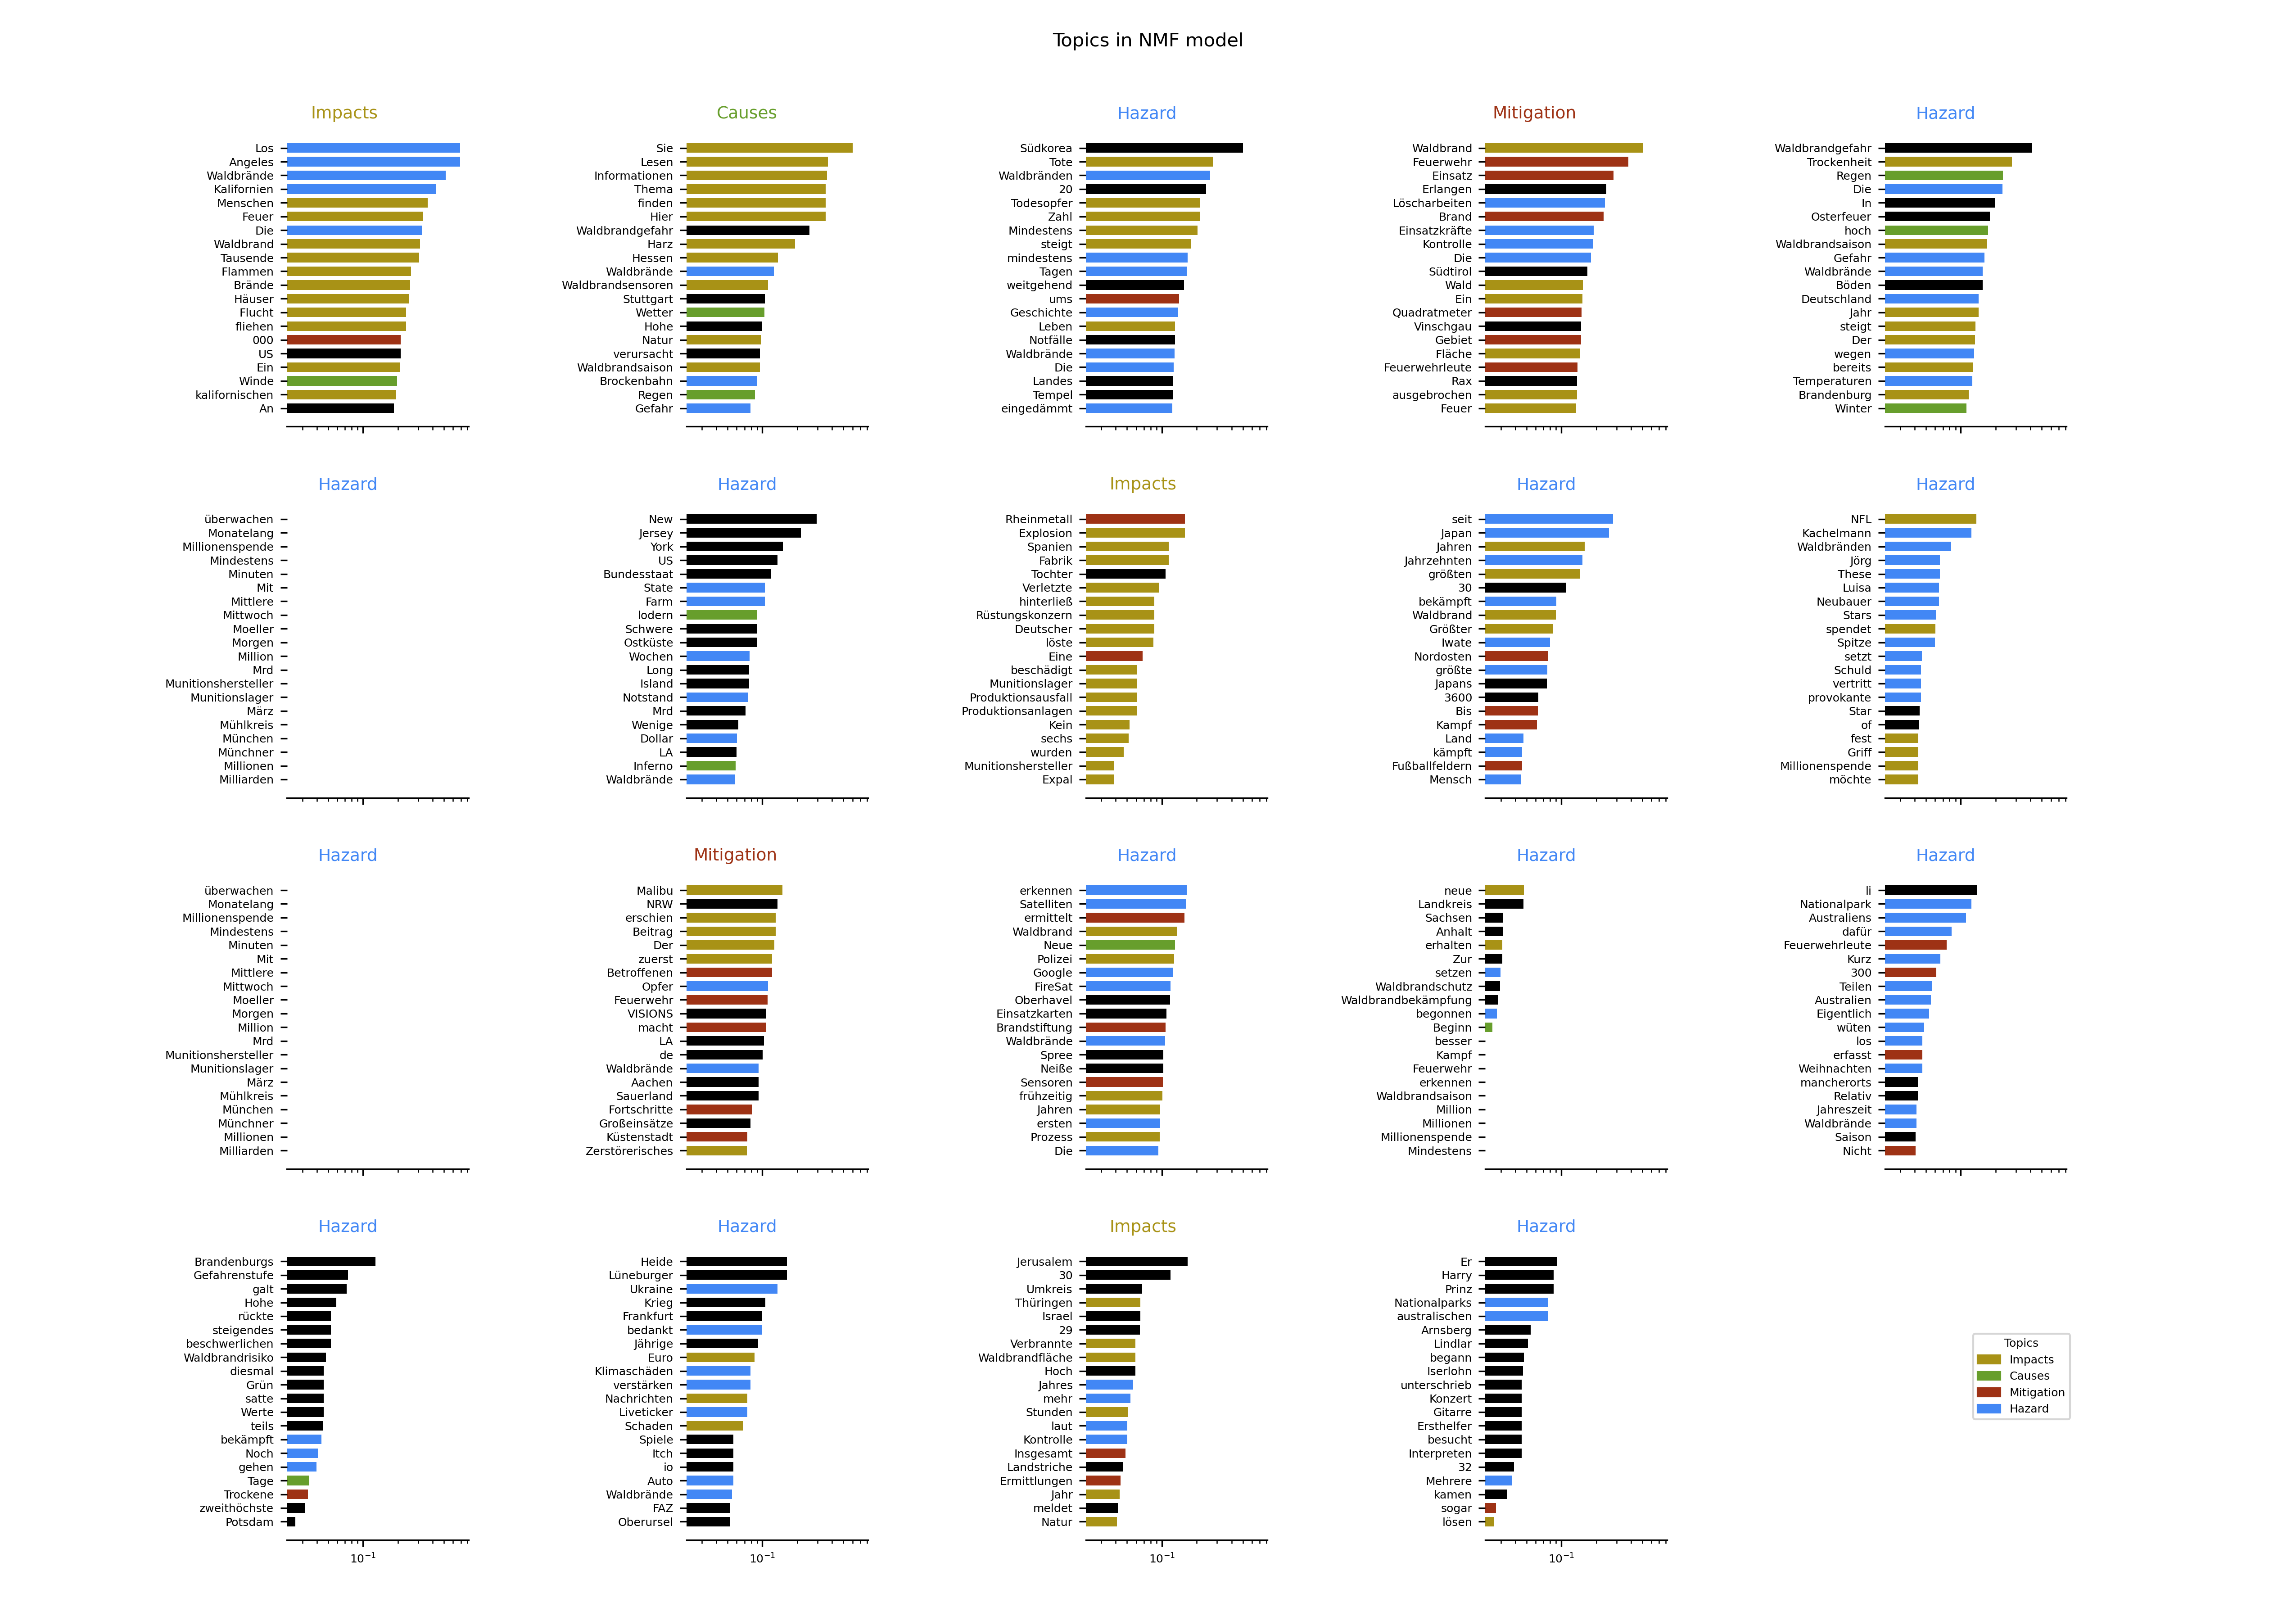 Topics in NMF model
Impacts
Los
Angeles
Waldbrände
Kalifornien
Menschen
Feuer
Die
Waldbrand
Tausende
Flammen
Brände
Häuser
Flucht
fliehen
000
US
Ein
Winde
kalifornischen
An
Causes
Sie
Lesen
Informationen
Thema
finden
Hier
Waldbrandgefahr
Harz
Hessen
Waldbrände
Waldbrandsensoren
Stuttgart
Wetter
Hohe
Natur
verursacht
Waldbrandsaison
Brockenbahn
Regen
Gefahr
Hazard
Südkorea
Tote
Waldbränden
20
Todesopfer
Zahl
Mindestens
steigt
mindestens
Tagen
weitgehend
ums
Geschichte
Leben
Notfälle
Waldbrände
Die
Landes
Tempel
eingedämmt
Mitigation
Waldbrand
Feuerwehr
Einsatz
Erlangen
Löscharbeiten
Brand
Einsatzkräfte
Kontrolle
Die
Südtirol
Wald
Ein
Quadratmeter
Vinschgau
Gebiet
Fläche
Feuerwehrleute
Rax
ausgebrochen
Feuer
Hazard
Waldbrandgefahr
Trockenheit
Regen
Die
In
Osterfeuer
hoch
Waldbrandsaison
Gefahr
Waldbrände
Böden
Deutschland
Jahr
steigt
Der
wegen
bereits
Temperaturen
Brandenburg
Winter
Hazard
überwachen
Monatelang
Millionenspende
Mindestens
Minuten
Mit
Mittlere
Mittwoch
Moeller
Morgen
Million
Mrd
Munitionshersteller
Munitionslager
März
Mühlkreis
München
Münchner
Millionen
Milliarden
Hazard
New
Jersey
York
US
Bundesstaat
State
Farm
lodern
Schwere
Ostküste
Wochen
Long
Island
Notstand
Mrd
Wenige
Dollar
LA
Inferno
Waldbrände
Impacts
Rheinmetall
Explosion
Spanien
Fabrik
Tochter
Verletzte
hinterließ
Rüstungskonzern
Deutscher
löste
Eine
beschädigt
Munitionslager
Produktionsausfall
Produktionsanlagen
Kein
sechs
wurden
Munitionshersteller
Expal
Hazard
seit
Japan
Jahren
Jahrzehnten
größten
30
bekämpft
Waldbrand
Größter
Iwate
Nordosten
größte
Japans
3600
Bis
Kampf
Land
kämpft
Fußballfeldern
Mensch
Hazard
NFL
Kachelmann
Waldbränden
Jörg
These
Luisa
Neubauer
Stars
spendet
Spitze
setzt
Schuld
vertritt
provokante
Star
of
fest
Griff
Millionenspende
möchte
Hazard
überwachen
Monatelang
Millionenspende
Mindestens
Minuten
Mit
Mittlere
Mittwoch
Moeller
Morgen
Million
Mrd
Munitionshersteller
Munitionslager
März
Mühlkreis
München
Münchner
Millionen
Milliarden
Mitigation
Malibu
NRW
erschien
Beitrag
Der
zuerst
Betroffenen
Opfer
Feuerwehr
VISIONS
macht
LA
de
Waldbrände
Aachen
Sauerland
Fortschritte
Großeinsätze
Küstenstadt
Zerstörerisches
Hazard
erkennen
Satelliten
ermittelt
Waldbrand
Neue
Polizei
Google
FireSat
Oberhavel
Einsatzkarten
Brandstiftung
Waldbrände
Spree
Neiße
Sensoren
frühzeitig
Jahren
ersten
Prozess
Die
Hazard
neue
Landkreis
Sachsen
Anhalt
erhalten
Zur
setzen
Waldbrandschutz
Waldbrandbekämpfung
begonnen
Beginn
besser
Kampf
Feuerwehr
erkennen
Waldbrandsaison
Million
Millionen
Millionenspende
Mindestens
Hazard
li
Nationalpark
Australiens
dafür
Feuerwehrleute
Kurz
300
Teilen
Australien
Eigentlich
wüten
los
erfasst
Weihnachten
mancherorts
Relativ
Jahreszeit
Waldbrände
Saison
Nicht
Hazard
Brandenburgs
Gefahrenstufe
galt
Hohe
rückte
steigendes
beschwerlichen
Waldbrandrisiko
diesmal
Grün
satte
Werte
teils
bekämpft
Noch
gehen
Tage
Trockene
zweithöchste
Potsdam
10⁻¹
Hazard
Heide
Lüneburger
Ukraine
Krieg
Frankfurt
bedankt
Jährige
Euro
Klimaschäden
verstärken
Nachrichten
Liveticker
Schaden
Spiele
Itch
io
Auto
Waldbrände
FAZ
Oberursel
10⁻¹
Impacts
Jerusalem
30
Umkreis
Thüringen
Israel
29
Verbrannte
Waldbrandfläche
Hoch
Jahres
mehr
Stunden
laut
Kontrolle
Insgesamt
Landstriche
Ermittlungen
Jahr
meldet
Natur
10⁻¹
Hazard
Er
Harry
Prinz
Nationalparks
australischen
Arnsberg
Lindlar
begann
Iserlohn
unterschrieb
Konzert
Gitarre
Ersthelfer
besucht
Interpreten
32
Mehrere
kamen
sogar
lösen
10⁻¹
Topics
Impacts
Causes
Mitigation
Hazard